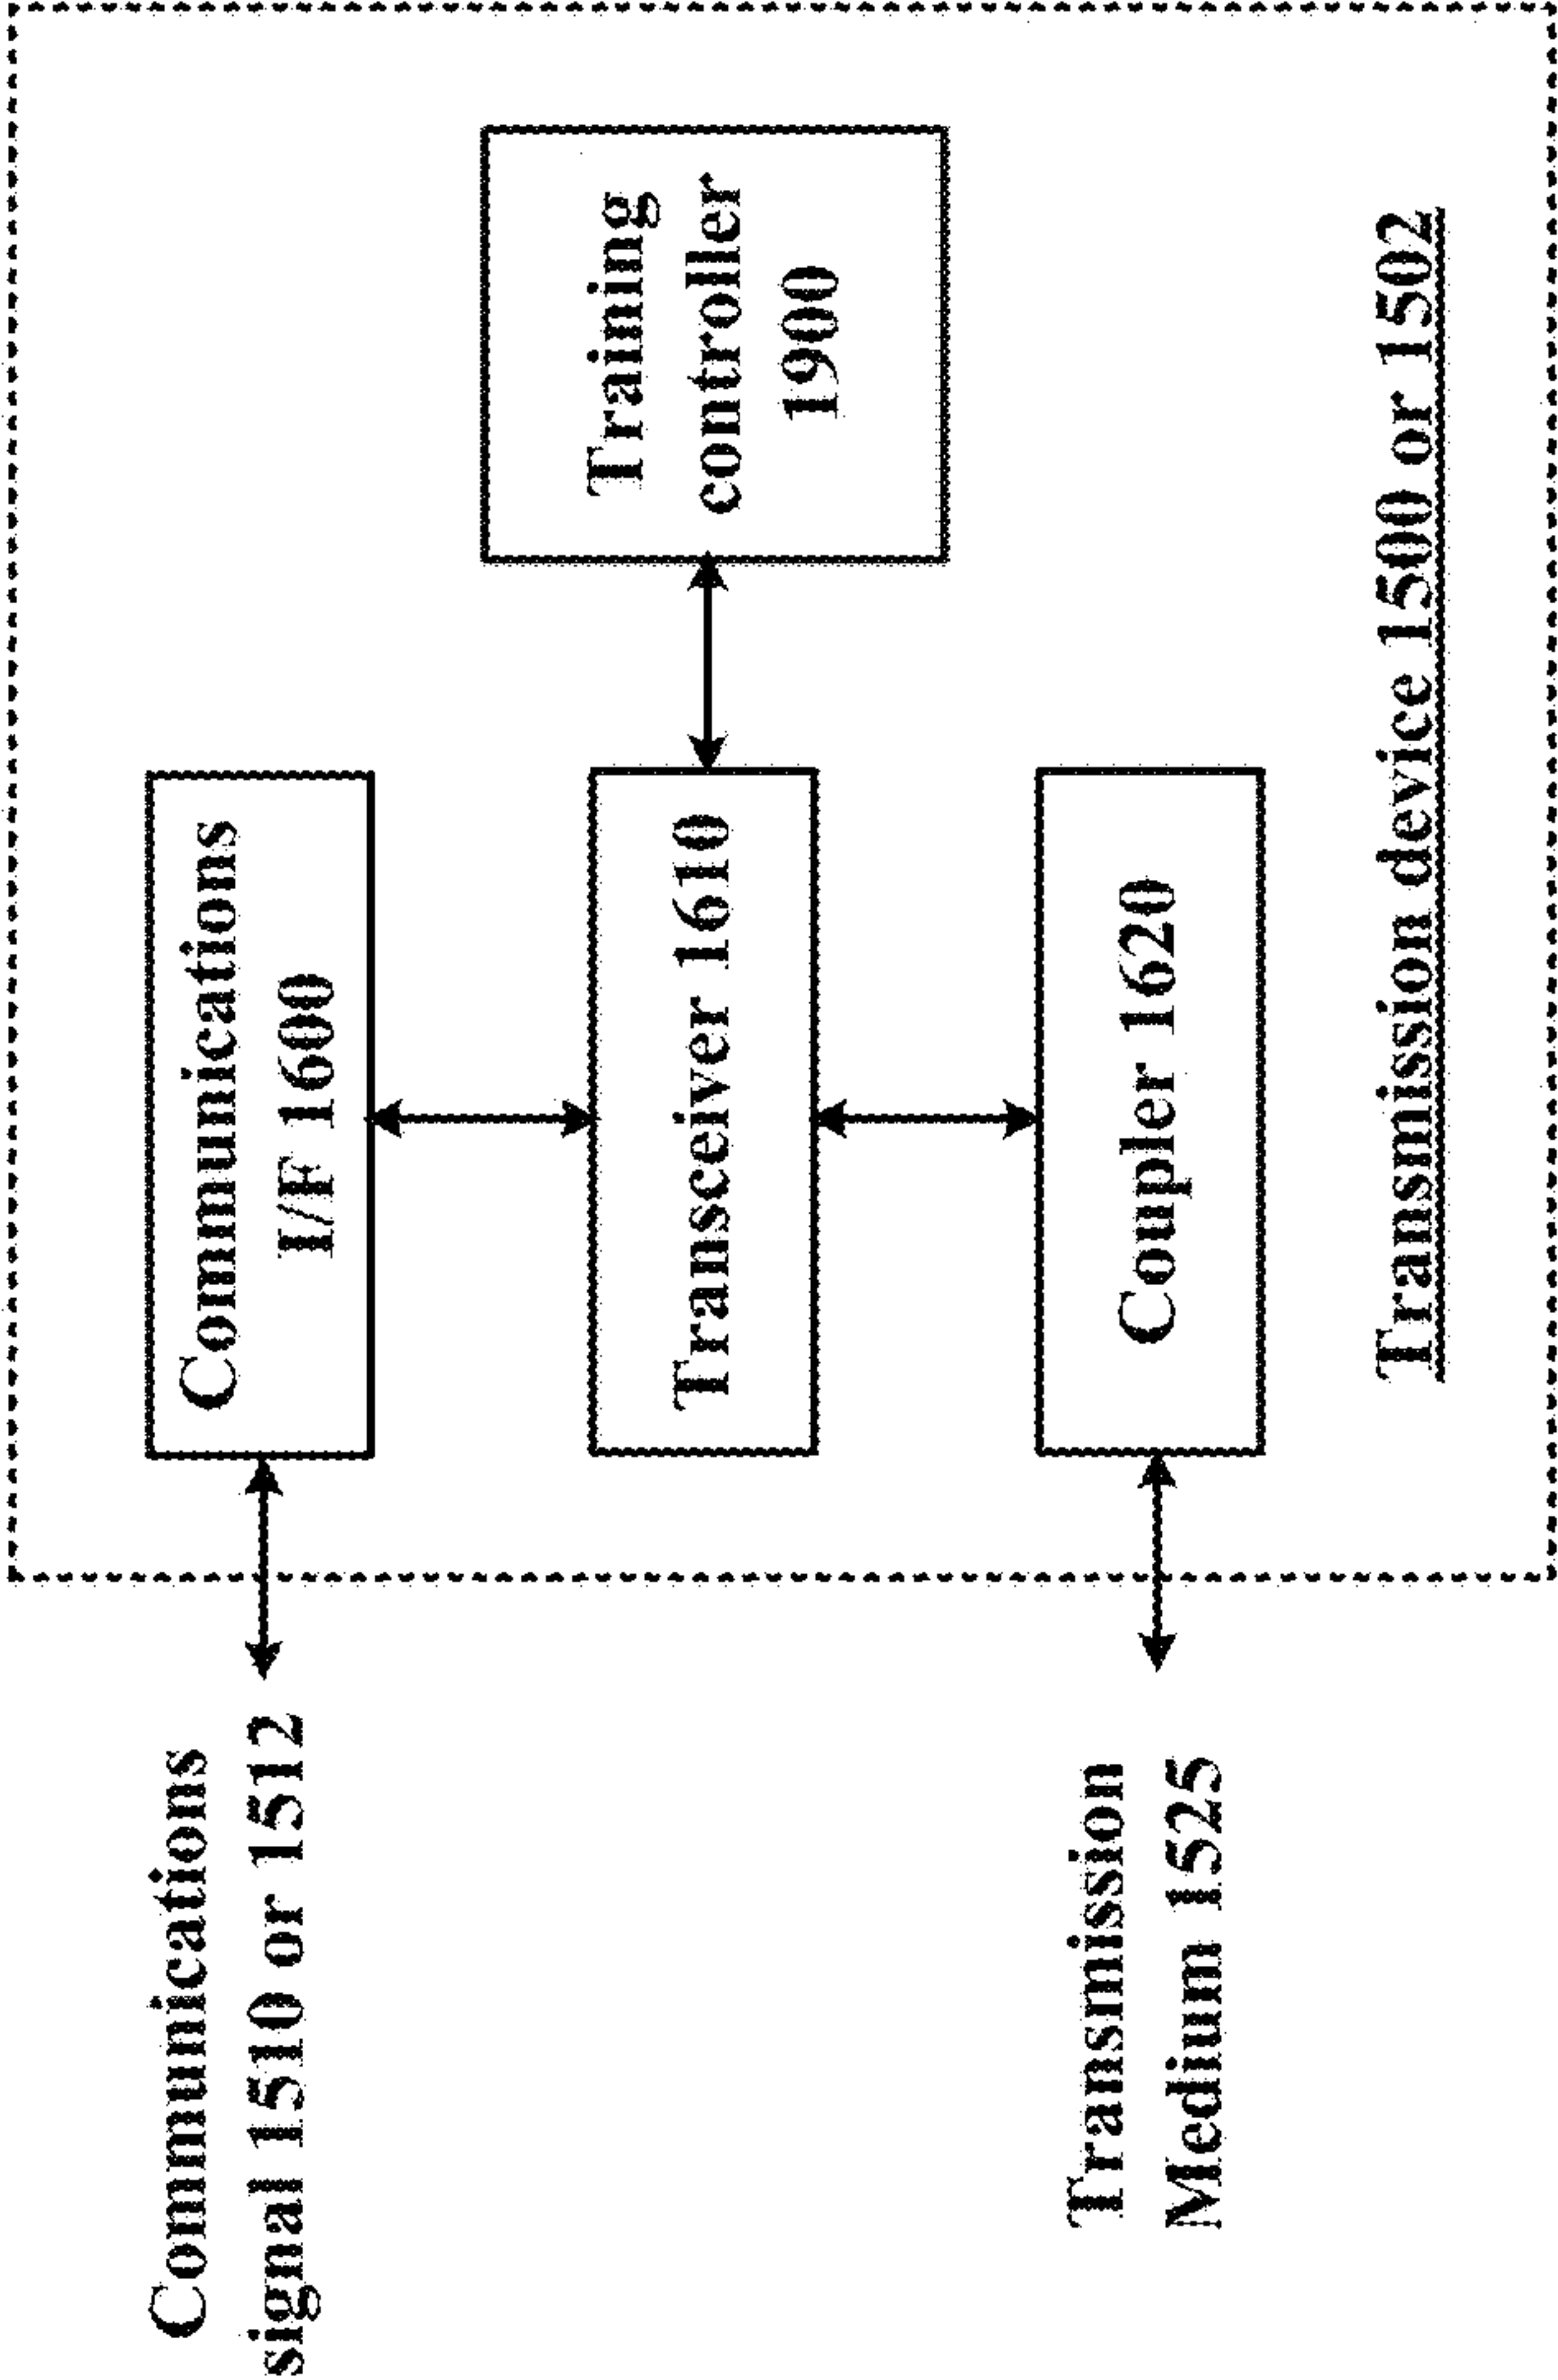 Communications
signal 1510 or 1512
Communications
I/F 1600
Transceiver 1610
Training
controller
1900
Coupler 1620
Transmission
Medium 1525
Transmission device 1500 or 1502